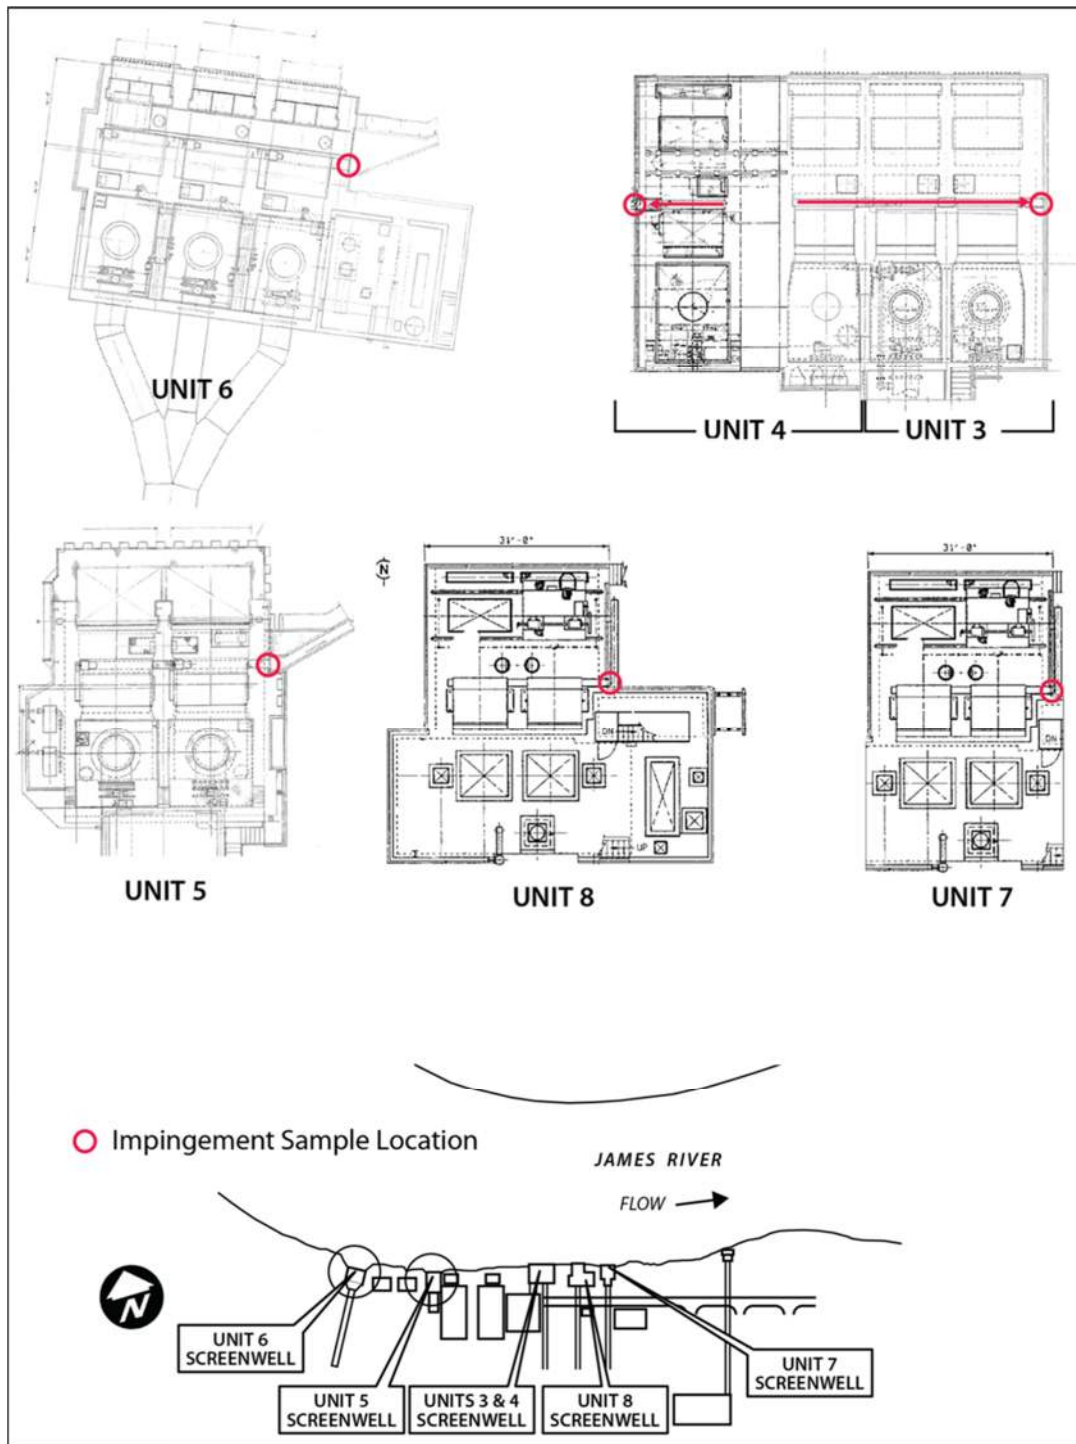 UNIT 6
UNIT 4
UNIT 3
31'-0"
N
31'-0"
DN
UP
DN
UNIT 5
UNIT 8
UNIT 7
Impingement Sample Location
JAMES RIVER
FLOW
N
UNIT 6
SCREENWELL
UNIT 5
SCREENWELL
UNITS 3 & 4
SCREENWELL
UNIT 8
SCREENWELL
UNIT 7
SCREENWELL